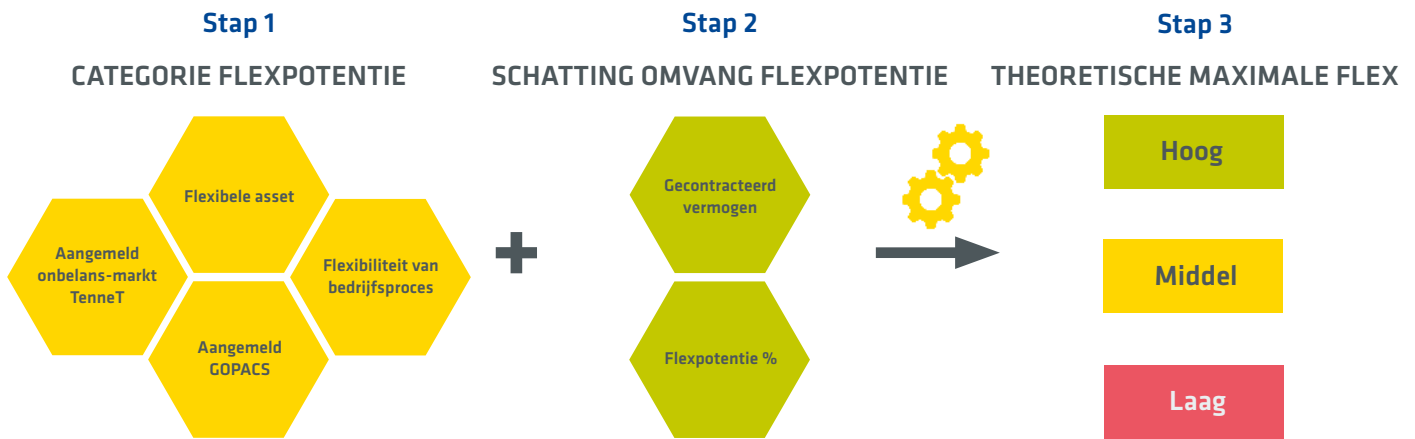 Stap 1
CATEGORIE FLEXPOTENTIE
Flexibele asset
Aangemeld
onbelans-markt
TenneT
Flexibiliteit van
bedrijfsproces
Aangemeld
GOPACS
Stap 2
SCHATTING OMVANG FLEXPOTENTIE
Gecontracteerd
vermogen
Flexpotentie %
Stap 3
THEORETISCHE MAXIMALE FLEX
Hoog
Middel
Laag